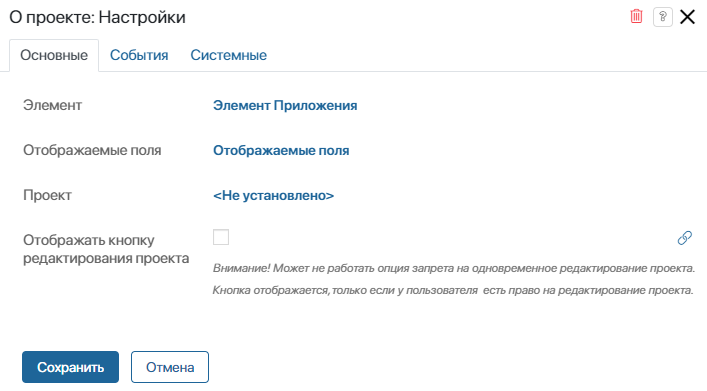 О проекте: Настройки
?
Основные События Системные
Элемент Элемент Приложения
Отображаемые поля Отображаемые поля
Проект <Не установлено>
Отображать кнопку
редактирования проекта
Внимание! Может не работать опция запрета на одновременное редактирование проекта.
Кнопка отображается, только если у пользователя есть право на редактирование проекта.
Сохранить Отмена